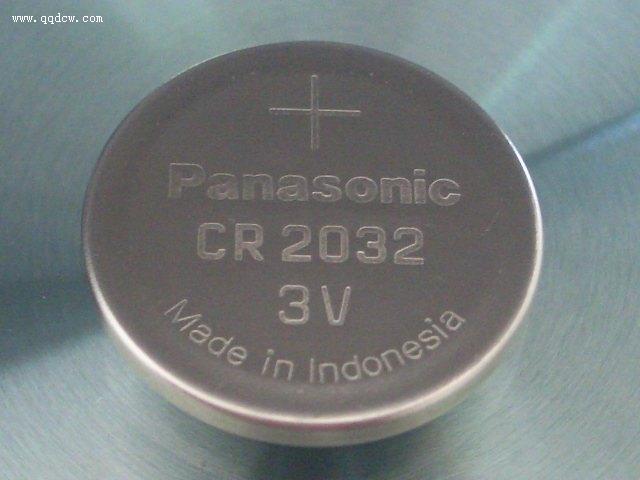 www.qqdcw.com
+
Panasonic
CR 2032
3V
Made in Indonesia